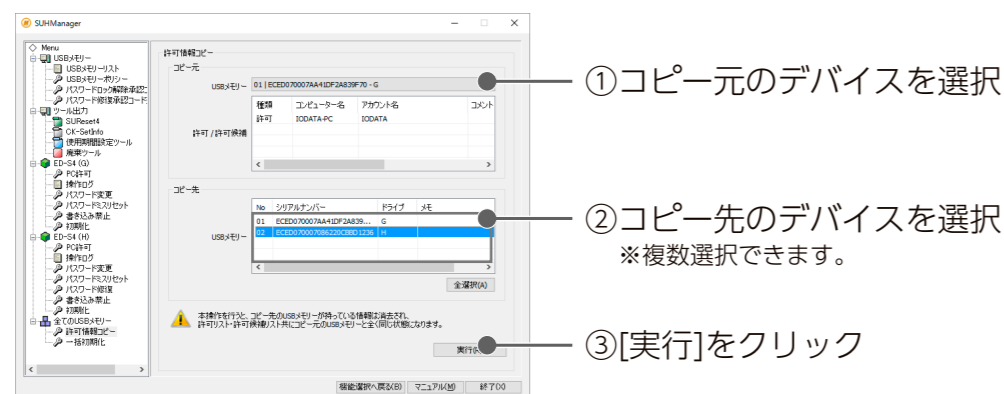 SUHManager
Menu
USBメモリー
USBメモリーリスト
USBメモリーポリシー
パスワードロック解除承認コ
パスワード修復承認コード
ツール出力
SUReset4
CK-SetInfo
使用期間設定ツール
廃棄ツール
ED-S4 (G)
PC許可
操作ログ
パスワード変更
パスワードミスリセット
書き込み禁止
初期化
ED-S4 (H)
PC許可
操作ログ
パスワード変更
パスワードミスリセット
パスワード修復
書き込み禁止
初期化
全てのUSBメモリー
許可情報コピー
一括初期化
許可情報コピー
コピー元
USBメモリー 01 | ECED070007AA41DF2A839F70 - G
種類 コンピューター名 アカウント名 コメント
許可 IODATA-PC IODATA
許可 / 許可候補
コピー先
No シリアルナンバー ドライブ メモ
01 ECED070007AA41DF2A839... G
02 ECED070007086220CBBD1236 H
USBメモリー
全選択(A)
本操作を行うと、コピー先のUSBメモリーが持っている情報は消去され、
許可リスト・許可候補リスト共にコピー元のUSBメモリーと全く同じ状態になります。
実行
機能選択へ戻る(B) マニュアル(M) 終了(X)
①コピー元のデバイスを選択
②コピー先のデバイスを選択
※複数選択できます。
③[実行]をクリック